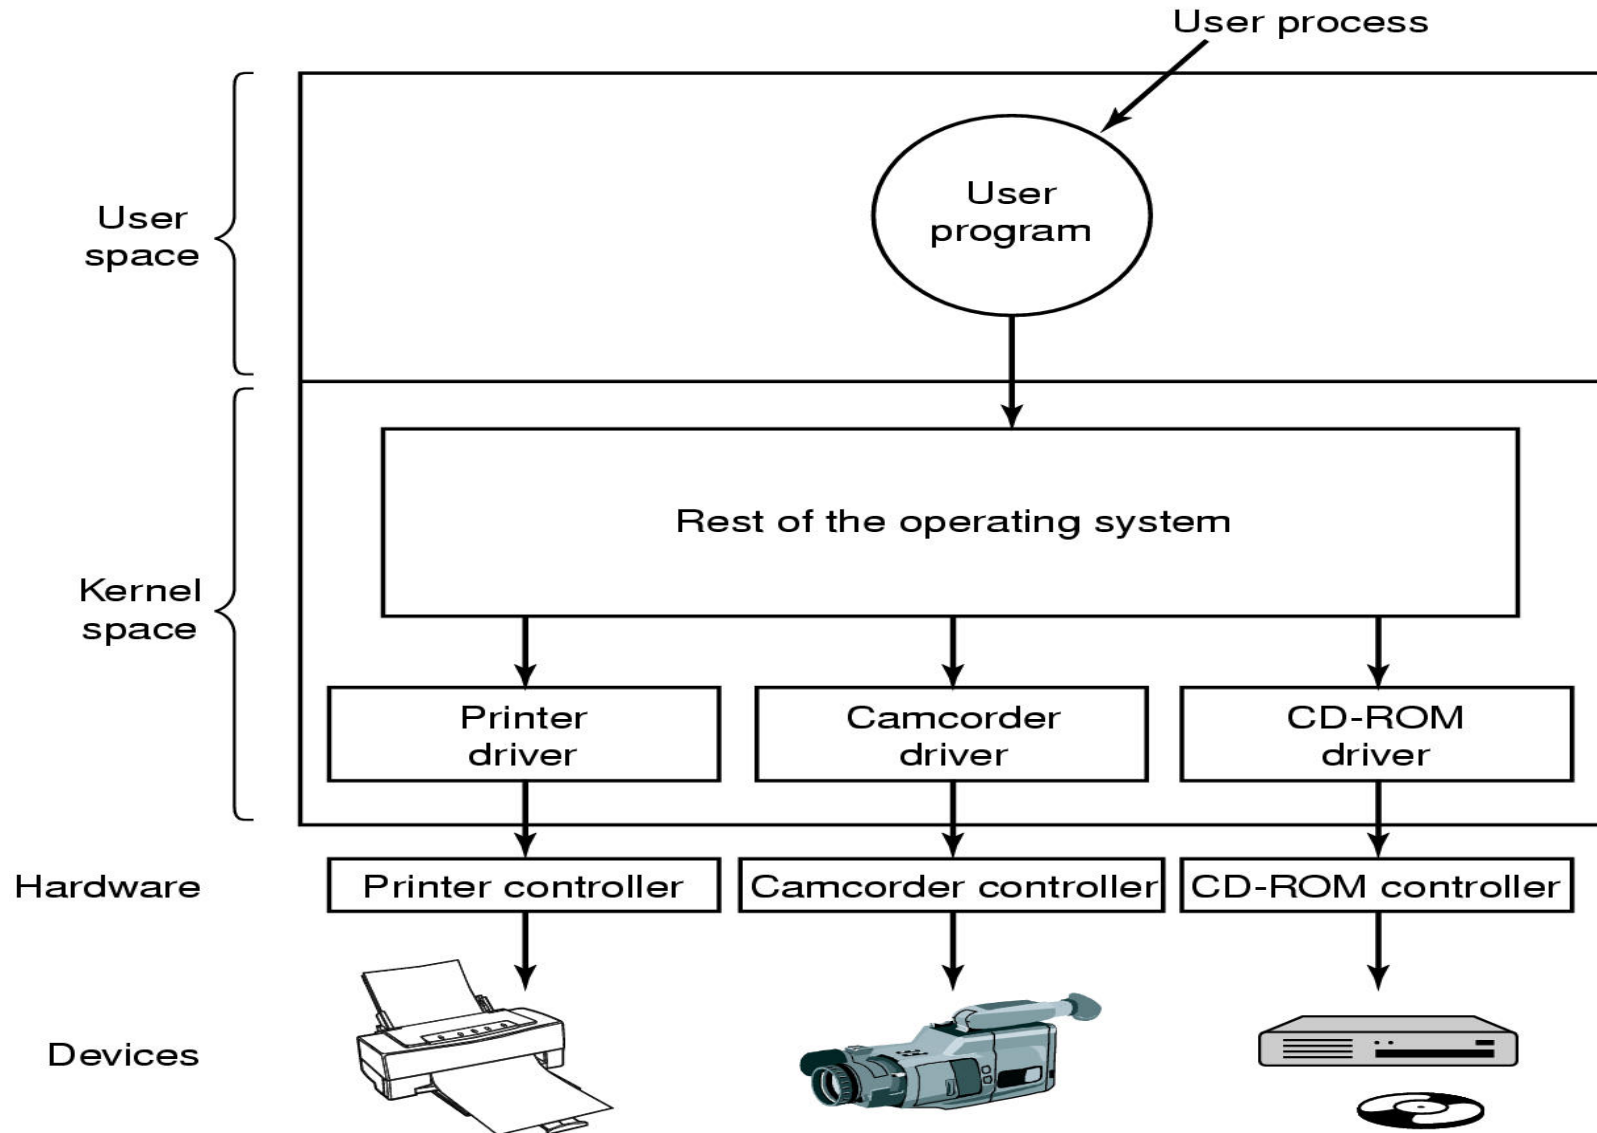 User process
User
program
User
space
Rest of the operating system
Kernel
space
Printer
driver
Camcorder
driver
CD-ROM
driver
Hardware
Printer controller
Camcorder controller
CD-ROM controller
Devices